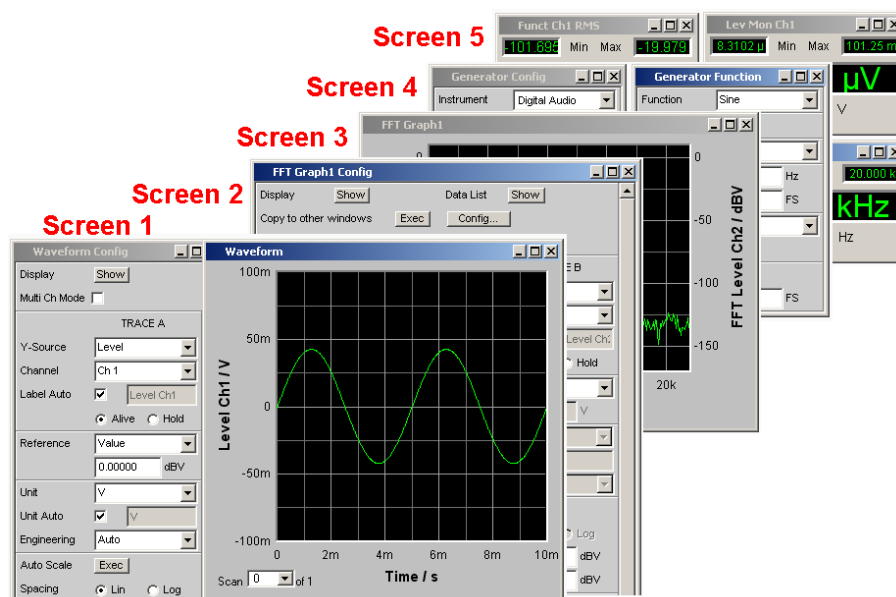 Screen 5
Funct Ch1 RMS
-101.695 Min Max -19.979
Lev Mon Ch1
8.3102 µ Min Max 101.25 m
µV
V
20.000 k
kHz
Hz
Screen 4
Generator Config
Instrument Digital Audio
Generator Function
Function Sine
Hz
FS
FS
Screen 3
FFT Graph1
0
0
-50
-100
-150
FFT Level Ch2 / dBV
20k
Screen 2
FFT Graph1 Config
Display Show Data List Show
Copy to other windows Exec Config...
E B
Level Ch2
Hold
V
Log
dBV
dBV
Screen 1
Waveform Config
Display Show
Multi Ch Mode
TRACE A
Y-Source Level
Channel Ch 1
Label Auto Level Ch1
Alive Hold
Reference Value
0.00000 dBV
Unit V
Unit Auto V
Engineering Auto
Auto Scale Exec
Spacing Lin Log
Waveform
100m
50m
0
-50m
-100m
Level Ch1 / V
0 2m 4m 6m 8m 10m
Time / s
Scan 0 of 1